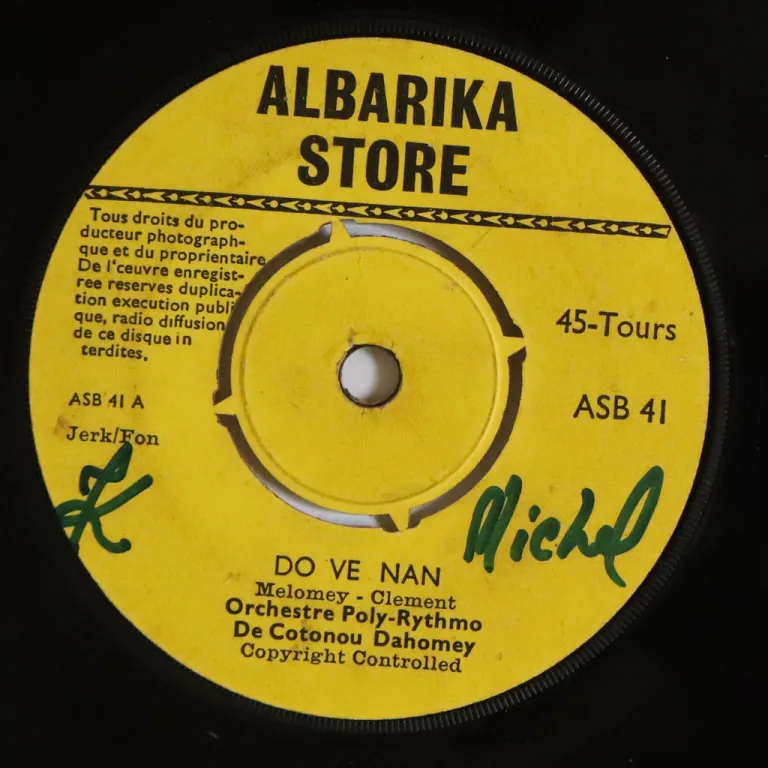 ALBARIKA
STORE
Tous droits du pro-
ducteur photograph-
que et du proprientaire
De l'œuvre enregist-
ree reserves duplica-
tion execution publi
que, radio diffusion
de ce disque in
terdites.
45-Tours
ASB 41 A
ASB 41
Jerk/Fon
K
Michel
DO VE NAN
Melomey - Clement
Orchestre Poly-Rythmo
De Cotonou Dahomey
Copyright Controlled